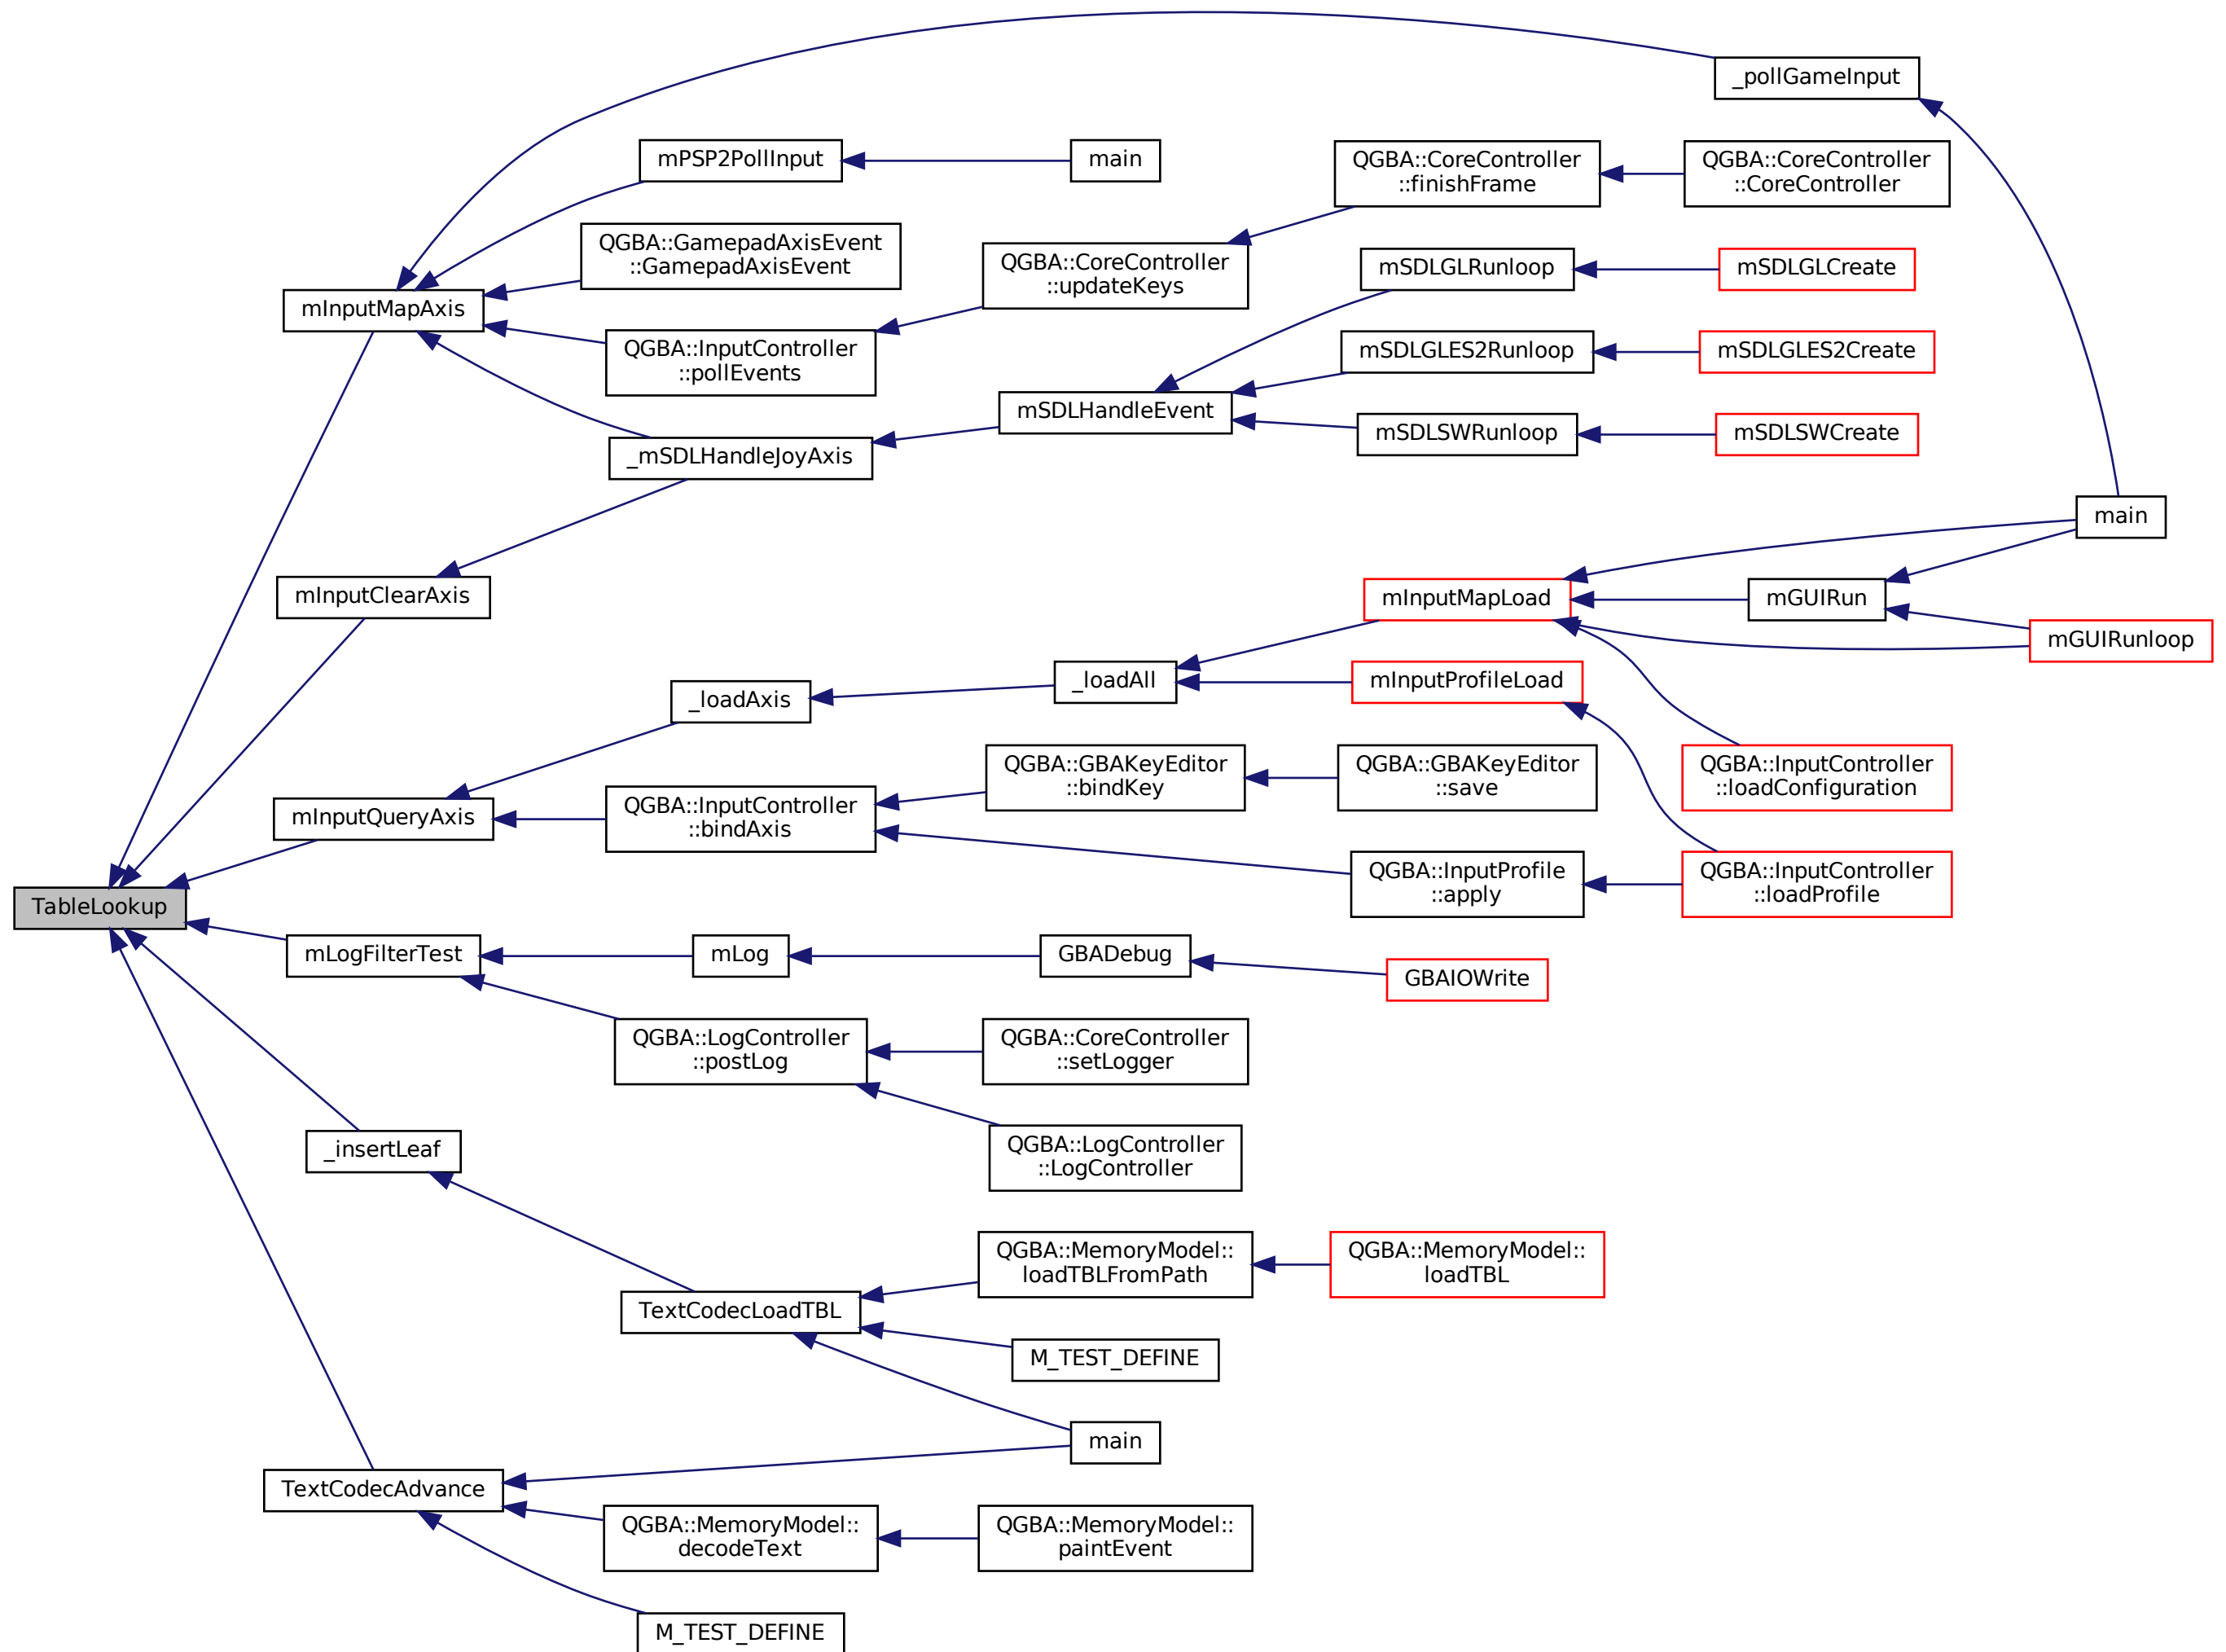 _pollGameInput
mPSP2PollInput
main
QGBA::CoreController
::finishFrame
QGBA::CoreController
::CoreController
QGBA::GamepadAxisEvent
::GamepadAxisEvent
QGBA::CoreController
::updateKeys
mSDLGLRunloop
mSDLGLCreate
mInputMapAxis
QGBA::InputController
::pollEvents
mSDLGLES2Runloop
mSDLGLES2Create
mSDLHandleEvent
mSDLSWRunloop
mSDLSWCreate
_mSDLHandleJoyAxis
main
mInputClearAxis
mInputMapLoad
mGUIRun
mGUIRunloop
_loadAxis
_loadAll
mInputProfileLoad
QGBA::GBAKeyEditor
::bindKey
QGBA::GBAKeyEditor
::save
QGBA::InputController
::loadConfiguration
mInputQueryAxis
QGBA::InputController
::bindAxis
QGBA::InputProfile
::apply
QGBA::InputController
::loadProfile
TableLookup
mLogFilterTest
mLog
GBADebug
GBAIOWrite
QGBA::LogController
::postLog
QGBA::CoreController
::setLogger
_insertLeaf
QGBA::LogController
::LogController
QGBA::MemoryModel::
loadTBLFromPath
QGBA::MemoryModel::
loadTBL
TextCodecLoadTBL
M_TEST_DEFINE
main
TextCodecAdvance
QGBA::MemoryModel::
decodeText
QGBA::MemoryModel::
paintEvent
M_TEST_DEFINE